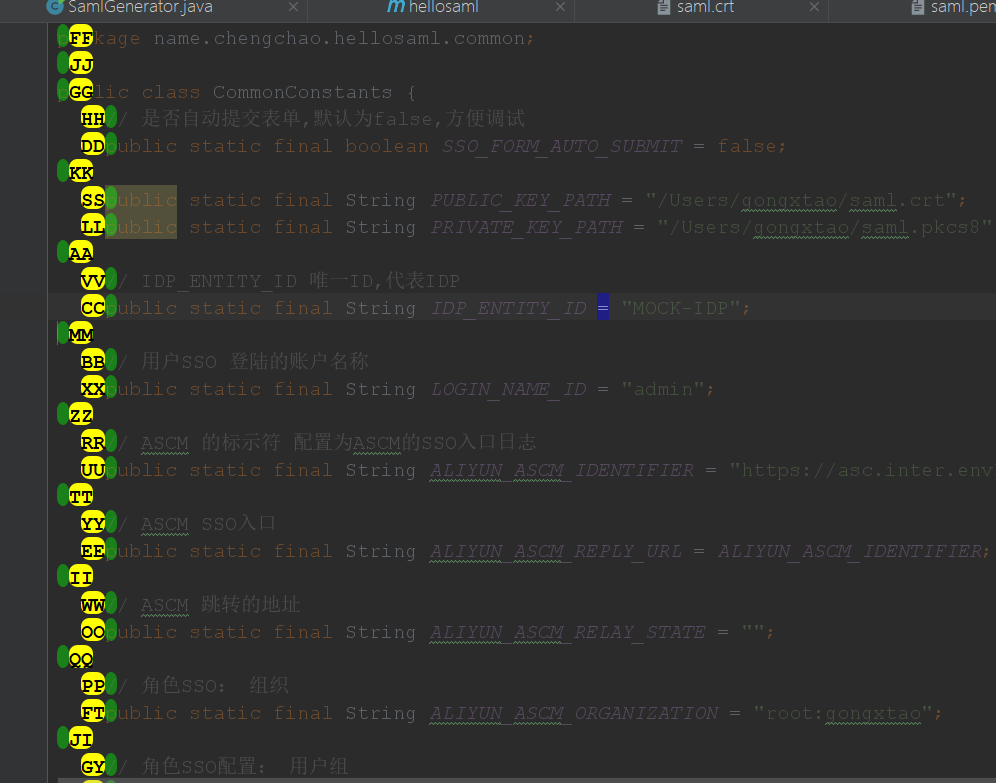 SamlGenerator.java hellosaml saml.crt saml.pem
FF kage name.chengchao.hellosaml.common;
JJ
GG lic class CommonConstants {
HH / 是否自动提交表单,默认为false,方便调试
DD ublic static final boolean SSO_FORM_AUTO_SUBMIT = false;
KK
SS ublic static final String PUBLIC_KEY_PATH = "/Users/gongxtao/saml.crt";
LL ublic static final String PRIVATE_KEY_PATH = "/Users/gongxtao/saml.pkcs8"
AA
VV / IDP_ENTITY_ID 唯一ID,代表IDP
CC ublic static final String IDP_ENTITY_ID = "MOCK-IDP";
MM
BB / 用户SSO 登陆的账户名称
XX ublic static final String LOGIN_NAME_ID = "admin";
ZZ
RR / ASCM 的标示符 配置为ASCM的SSO入口日志
UU ublic static final String ALIYUN_ASCM_IDENTIFIER = "https://asc.inter.env
TT
YY / ASCM SSO入口
EE ublic static final String ALIYUN_ASCM_REPLY_URL = ALIYUN_ASCM_IDENTIFIER;
II
WW / ASCM 跳转的地址
OO ublic static final String ALIYUN_ASCM_RELAY_STATE = "";
QQ
PP / 角色SSO： 组织
FT ublic static final String ALIYUN_ASCM_ORGANIZATION = "root:gongxtao";
JI
GY / 角色SSO配置： 用户组